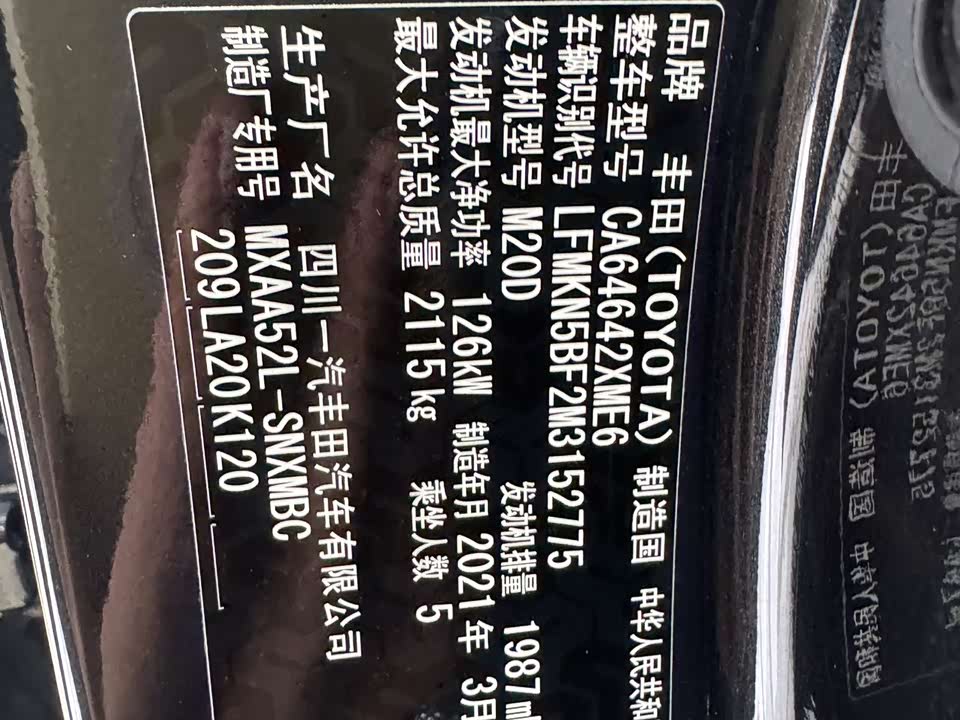 品牌 丰田(TOYOTA) 制造国 中华人民共和
整车型号 CA64642XME6
车辆识别代号 LFMKN5BF2M3152775
发动机型号 M20D 发动机排量 1987ml
发动机最大净功率 126kW 制造年月 2021年 3月
最大允许总质量 2115kg 乘坐人数 5
生产厂名 四川一汽丰田汽车有限公司
制造厂专用号 MXAA52L-SNXMBC
209LA20K120